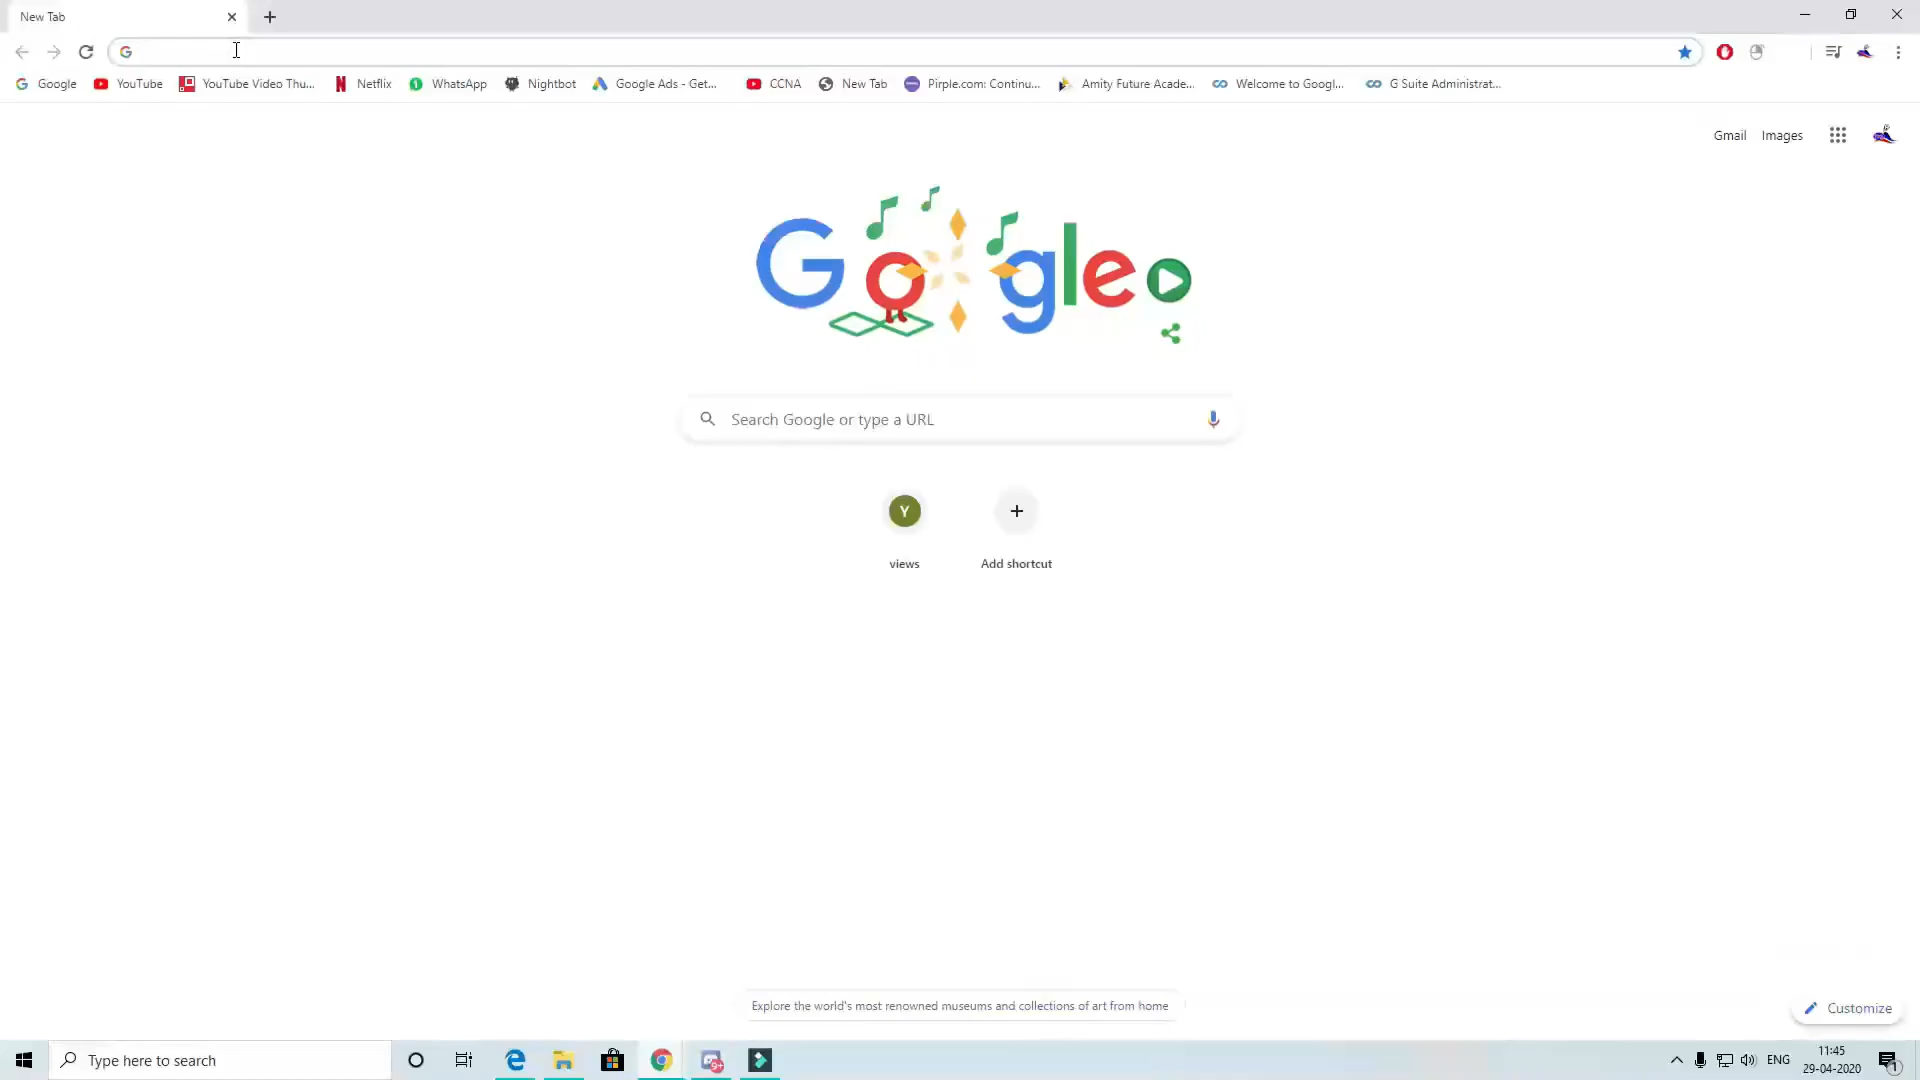 New Tab
Google YouTube YouTube Video Thu... Netflix WhatsApp Nightbot Google Ads - Get... CCNA New Tab Pirple.com: Continu... Amity Future Acade... Welcome to Googl... G Suite Administrat...
Gmail Images
Google
Search Google or type a URL
Y
views Add shortcut
Explore the world's most renowned museums and collections of art from home
Customize
Type here to search
9+
ENG
11:45
29-04-2020
1